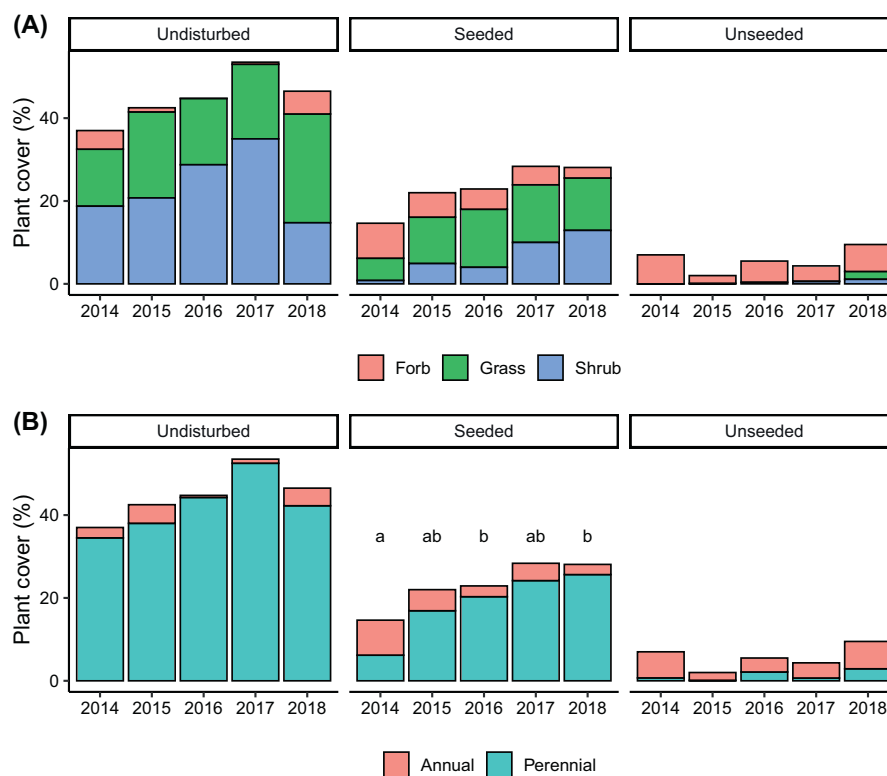 (A)
Undisturbed Seeded Unseeded
Plant cover (%)
40
20
0
2014 2015 2016 2017 2018 2014 2015 2016 2017 2018 2014 2015 2016 2017 2018
Forb Grass Shrub
(B)
Undisturbed Seeded Unseeded
Plant cover (%)
40
a ab b ab b
20
0
2014 2015 2016 2017 2018 2014 2015 2016 2017 2018 2014 2015 2016 2017 2018
Annual Perennial